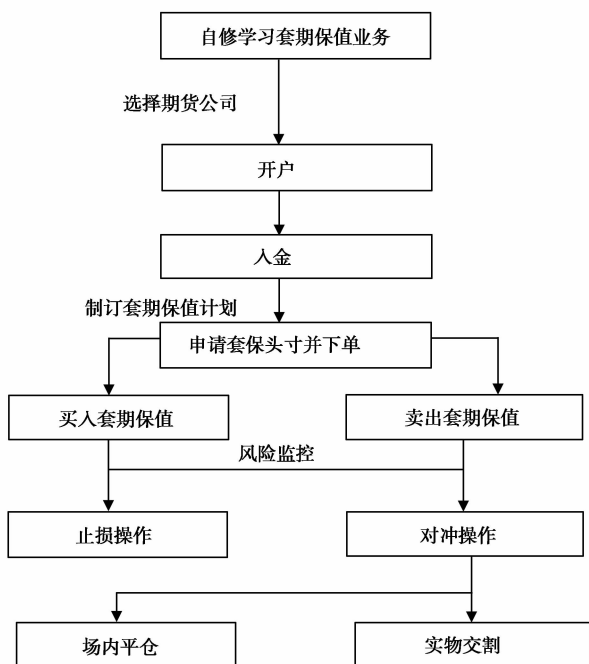 自修学习套期保值业务
选择期货公司
开户
入金
制订套期保值计划
申请套保头寸并下单
买入套期保值
卖出套期保值
风险监控
止损操作
对冲操作
场内平仓
实物交割